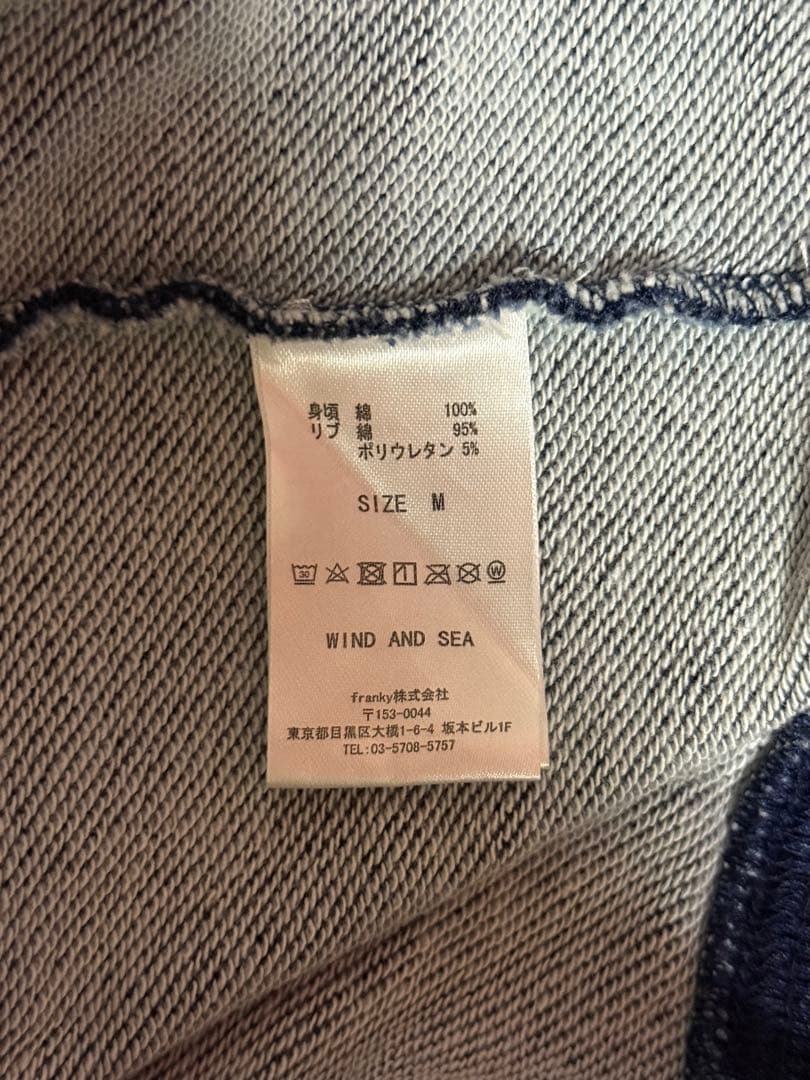 身頃 綿 100%
リブ 綿 95%
ポリウレタン 5%
SIZE M
30 W
WIND AND SEA
franky株式会社
〒153-0044
東京都目黒区大橋1-6-4 坂本ビル1F
TEL:03-5708-5757